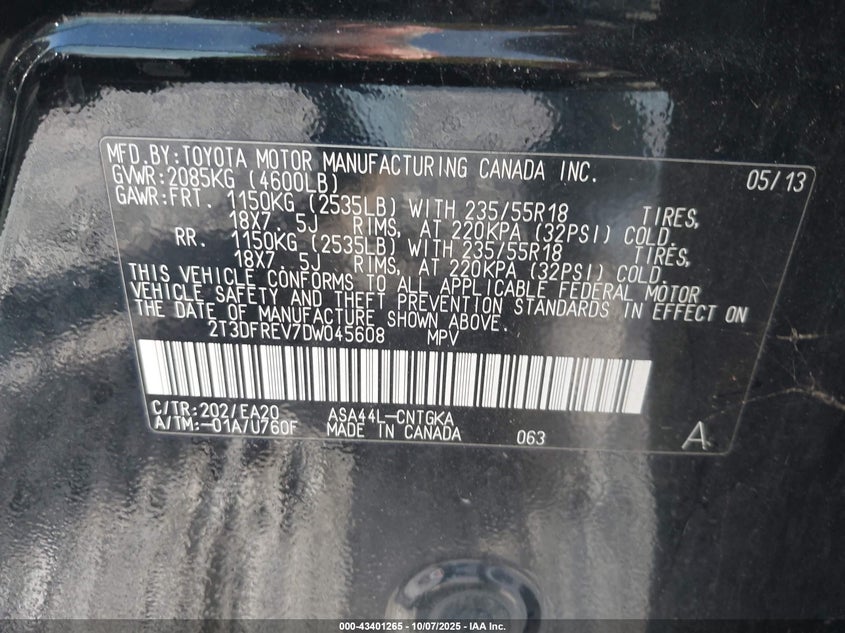 MFD.BY:TOYOTA MOTOR MANUFACTURING CANADA INC. 05/13
GVWR:2085KG (4600LB)
GAWR:FRT. 1150KG (2535LB) WITH 235/55R18 TIRES,
18X7. 5J RIMS, AT 220KPA (32PSI) COLD.
RR. 1150KG (2535LB) WITH 235/55R18 TIRES,
18X7. 5J RIMS, AT 220KPA (32PSI) COLD.
THIS VEHICLE CONFORMS TO ALL APPLICABLE FEDERAL MOTOR
VEHICLE SAFETY AND THEFT PREVENTION STANDARDS IN EFFECT ON
THE DATE OF MANUFACTURE SHOWN ABOVE.
2T3DFREV7DW045608 MPV
C/TR:202/EA20 ASA44L-CNTGKA
A/TM:-01A/U760F MADE IN CANADA 063 A
000-43401265 - 10/07/2025 - IAA Inc.